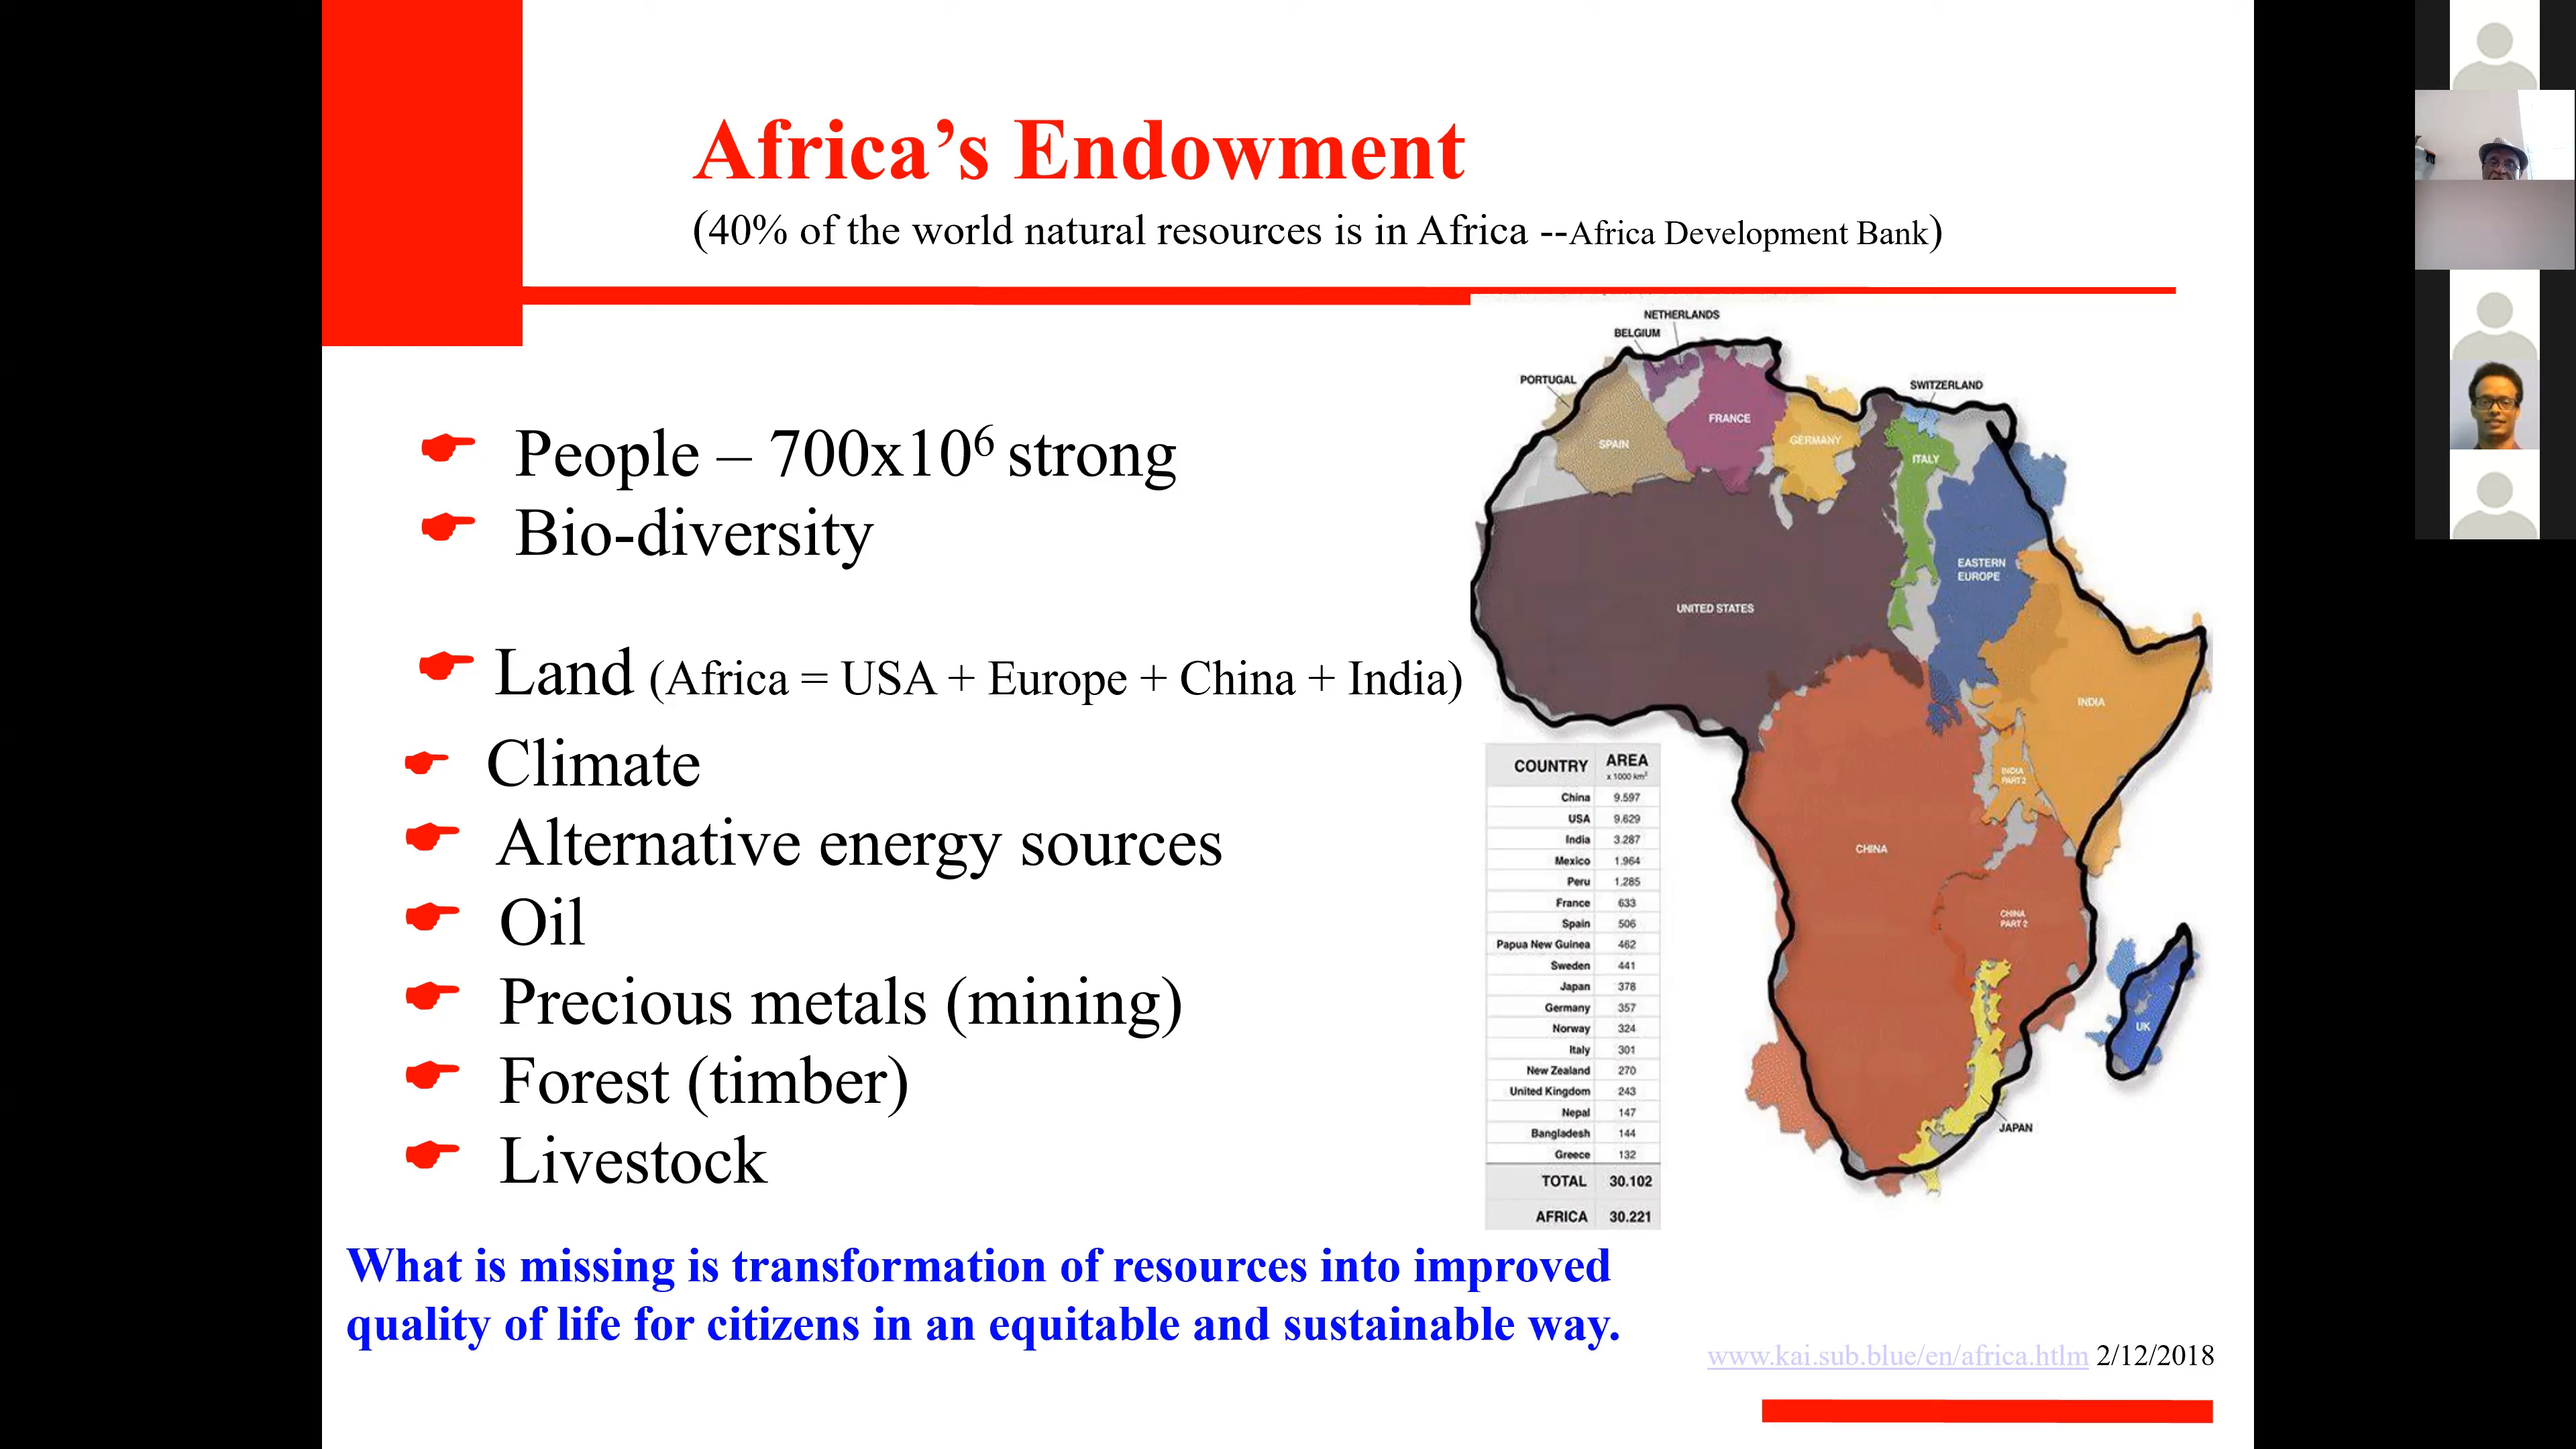 Africa’s Endowment
(40% of the world natural resources is in Africa --Africa Development Bank)
People – 700x10⁶ strong
Bio-diversity
Land (Africa = USA + Europe + China + India)
Climate
Alternative energy sources
Oil
Precious metals (mining)
Forest (timber)
Livestock
NETHERLANDS
BELGIUM
PORTUGAL
SWITZERLAND
FRANCE
SPAIN
GERMANY
ITALY
EASTERN
EUROPE
UNITED STATES
INDIA
INDIA
PART 2
CHINA
CHINA
PART 2
UK
JAPAN
COUNTRY AREA
x 1000 km²
China 9.597
USA 9.629
India 3.287
Mexico 1.964
Peru 1.285
France 633
Spain 506
Papua New Guinea 462
Sweden 441
Japan 378
Germany 357
Norway 324
Italy 301
New Zealand 270
United Kingdom 243
Nepal 147
Bangladesh 144
Greece 132
TOTAL 30.102
AFRICA 30.221
What is missing is transformation of resources into improved
quality of life for citizens in an equitable and sustainable way.
www.kai.sub.blue/en/africa.htlm 2/12/2018